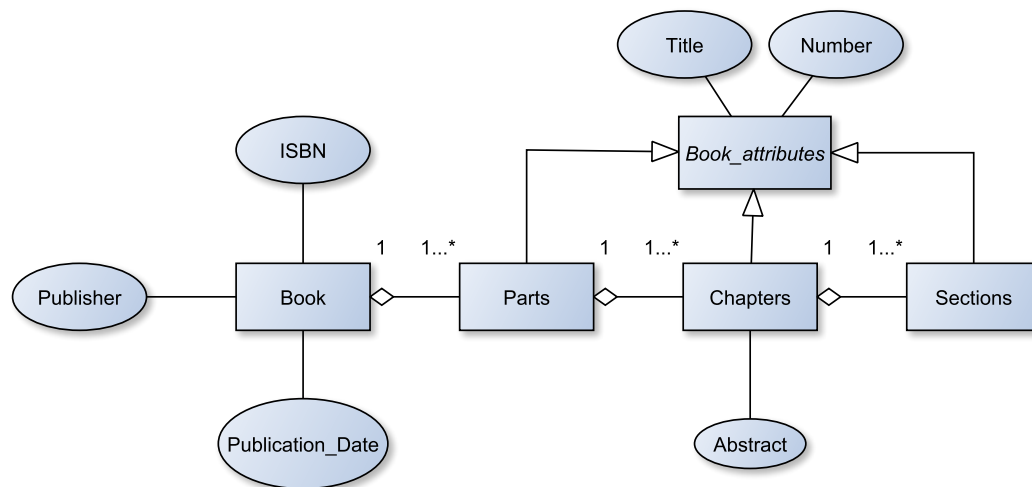 Title
Number
ISBN
Book_attributes
1
1...*
1
1...*
1
1...*
Publisher
Book
Parts
Chapters
Sections
Publication_Date
Abstract